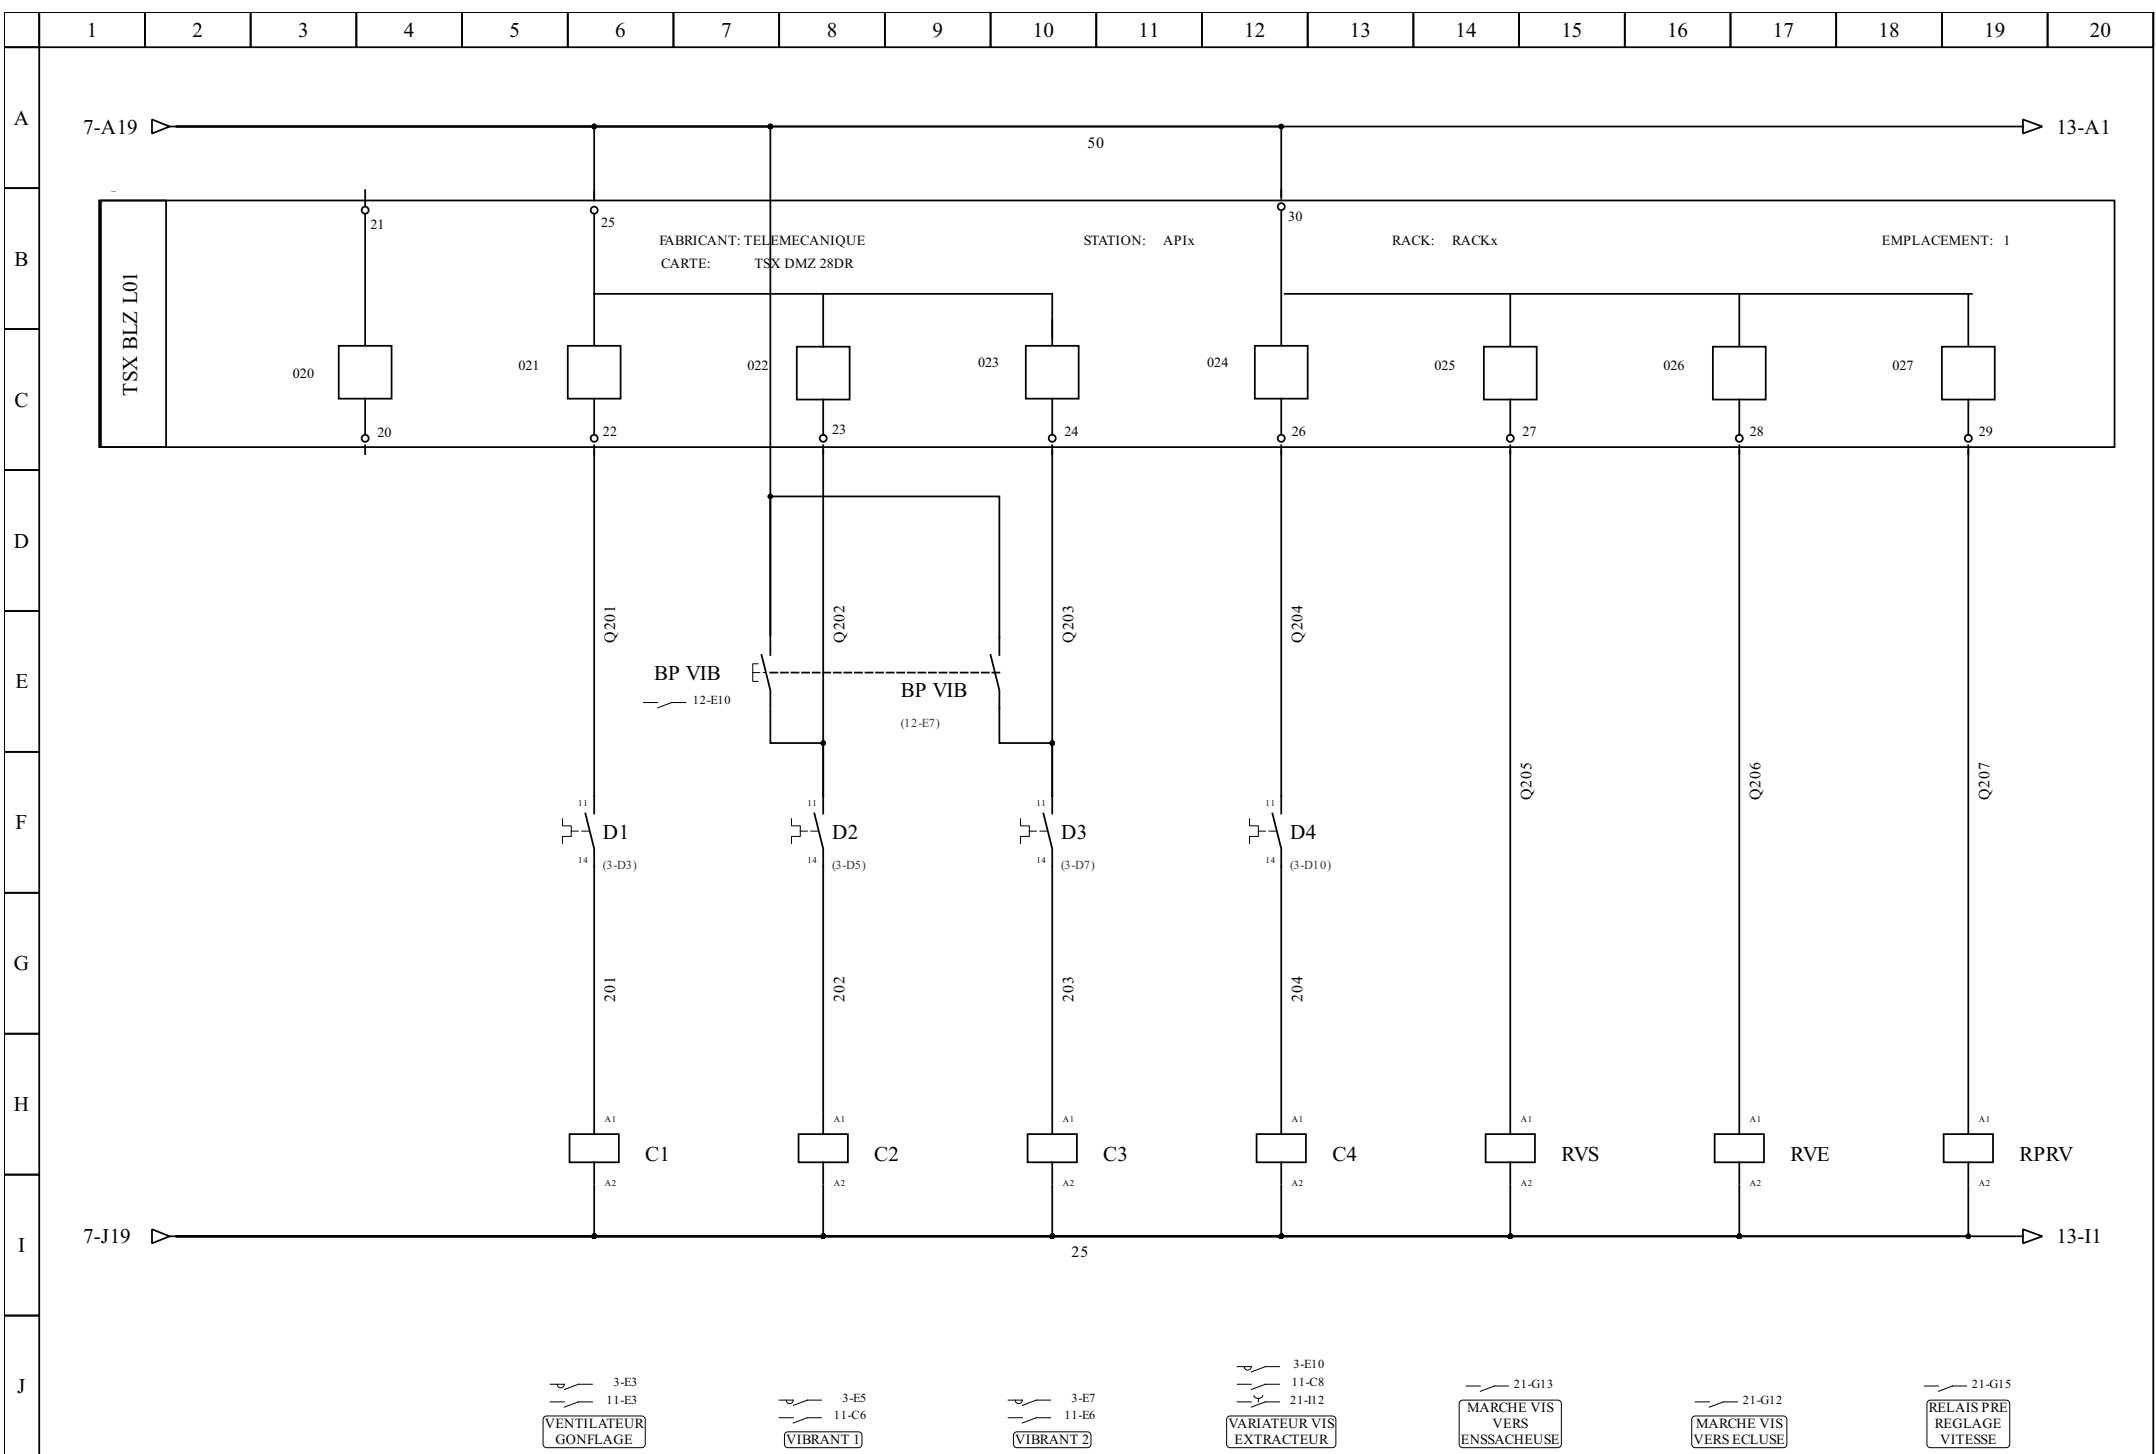 1 2 3 4 5 6 7 8 9 10 11 12 13 14 15 16 17 18 19 20
A
7-A19
50
13-A1
21
25
30
B
FABRICANT: TELEMECANIQUE
STATION: APIx
RACK: RACKx
EMPLACEMENT: 1
CARTE: TSX DMZ 28DR
TSX BLZ L01
C
020
021
022
023
024
025
026
027
20
22
23
24
26
27
28
29
D
E
Q201
Q202
Q203
Q204
BP VIB
12-E10
BP VIB
(12-E7)
Q205
Q206
Q207
F
11
11
11
11
D1
D2
D3
D4
14
14
14
14
(3-D3)
(3-D5)
(3-D7)
(3-D10)
G
201
202
203
204
H
A1
A1
A1
A1
A1
A1
A1
C1
C2
C3
C4
RVS
RVE
RPRV
A2
A2
A2
A2
A2
A2
A2
I
7-J19
25
13-I1
J
3-E3
11-E3
VENTILATEUR
GONFLAGE
3-E5
11-C6
VIBRANT 1
3-E7
11-E6
VIBRANT 2
3-E10
11-C8
21-I12
VARIATEUR VIS
EXTRACTEUR
21-G13
MARCHE VIS
VERS
ENSSACHEUSE
21-G12
MARCHE VIS
VERS ECLUSE
21-G15
RELAIS PRE
REGLAGE
VITESSE